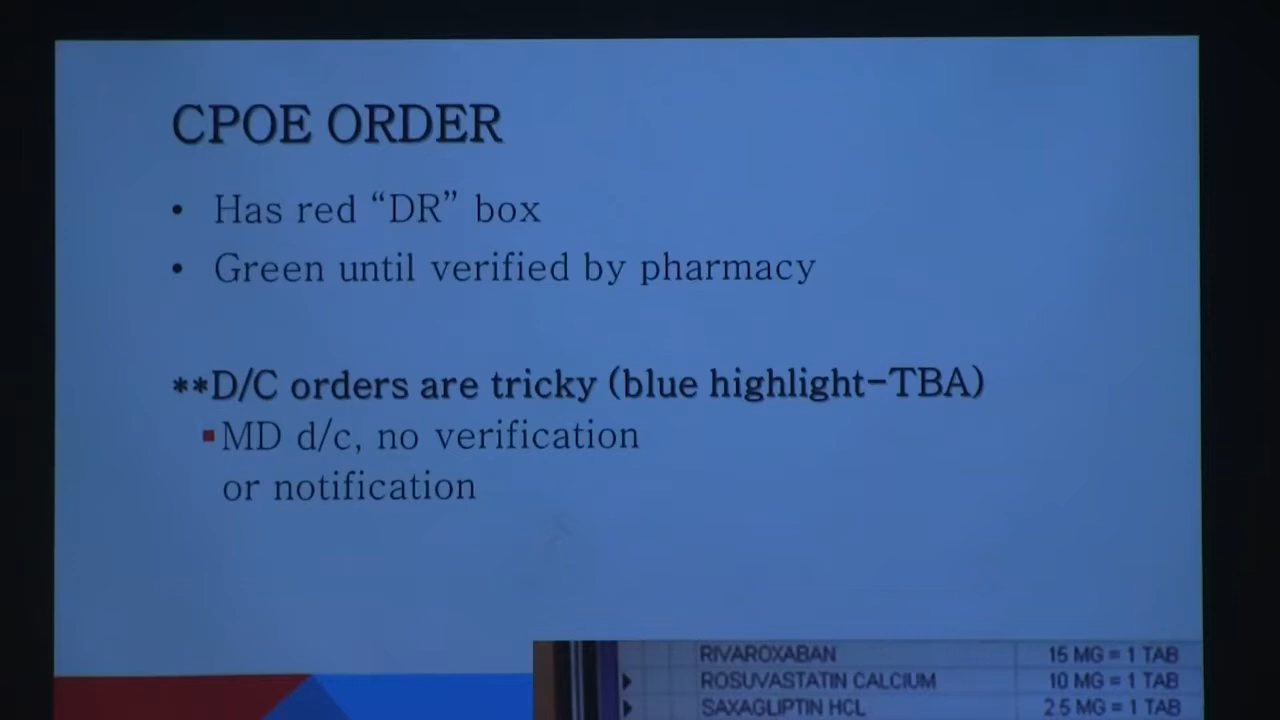 CPOE ORDER
• Has red “DR” box
• Green until verified by pharmacy
**D/C orders are tricky (blue highlight-TBA)
▪MD d/c, no verification
or notification
RIVAROXABAN 15 MG = 1 TAB
ROSUVASTATIN CALCIUM 10 MG = 1 TAB
SAXAGLIPTIN HCL 2.5 MG = 1 TAB